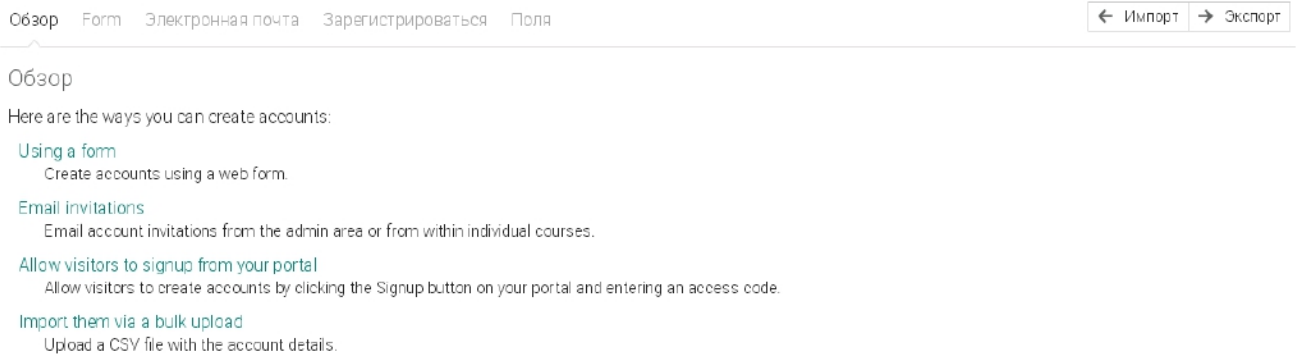 Обзор Form Электронная почта Зарегистрироваться Поля ← Импорт → Экспорт
Обзор
Here are the ways you can create accounts:
Using a form
Create accounts using a web form.
Email invitations
Email account invitations from the admin area or from within individual courses.
Allow visitors to signup from your portal
Allow visitors to create accounts by clicking the Signup button on your portal and entering an access code.
Import them via a bulk upload
Upload a CSV file with the account details.